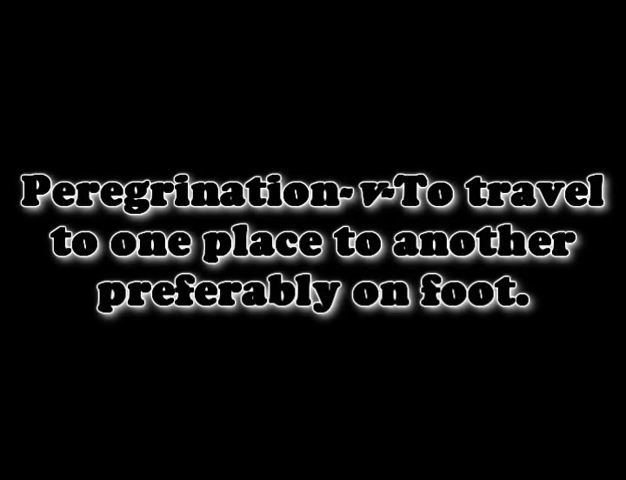 Peregrination- v-To travel
to one place to another
preferably on foot.